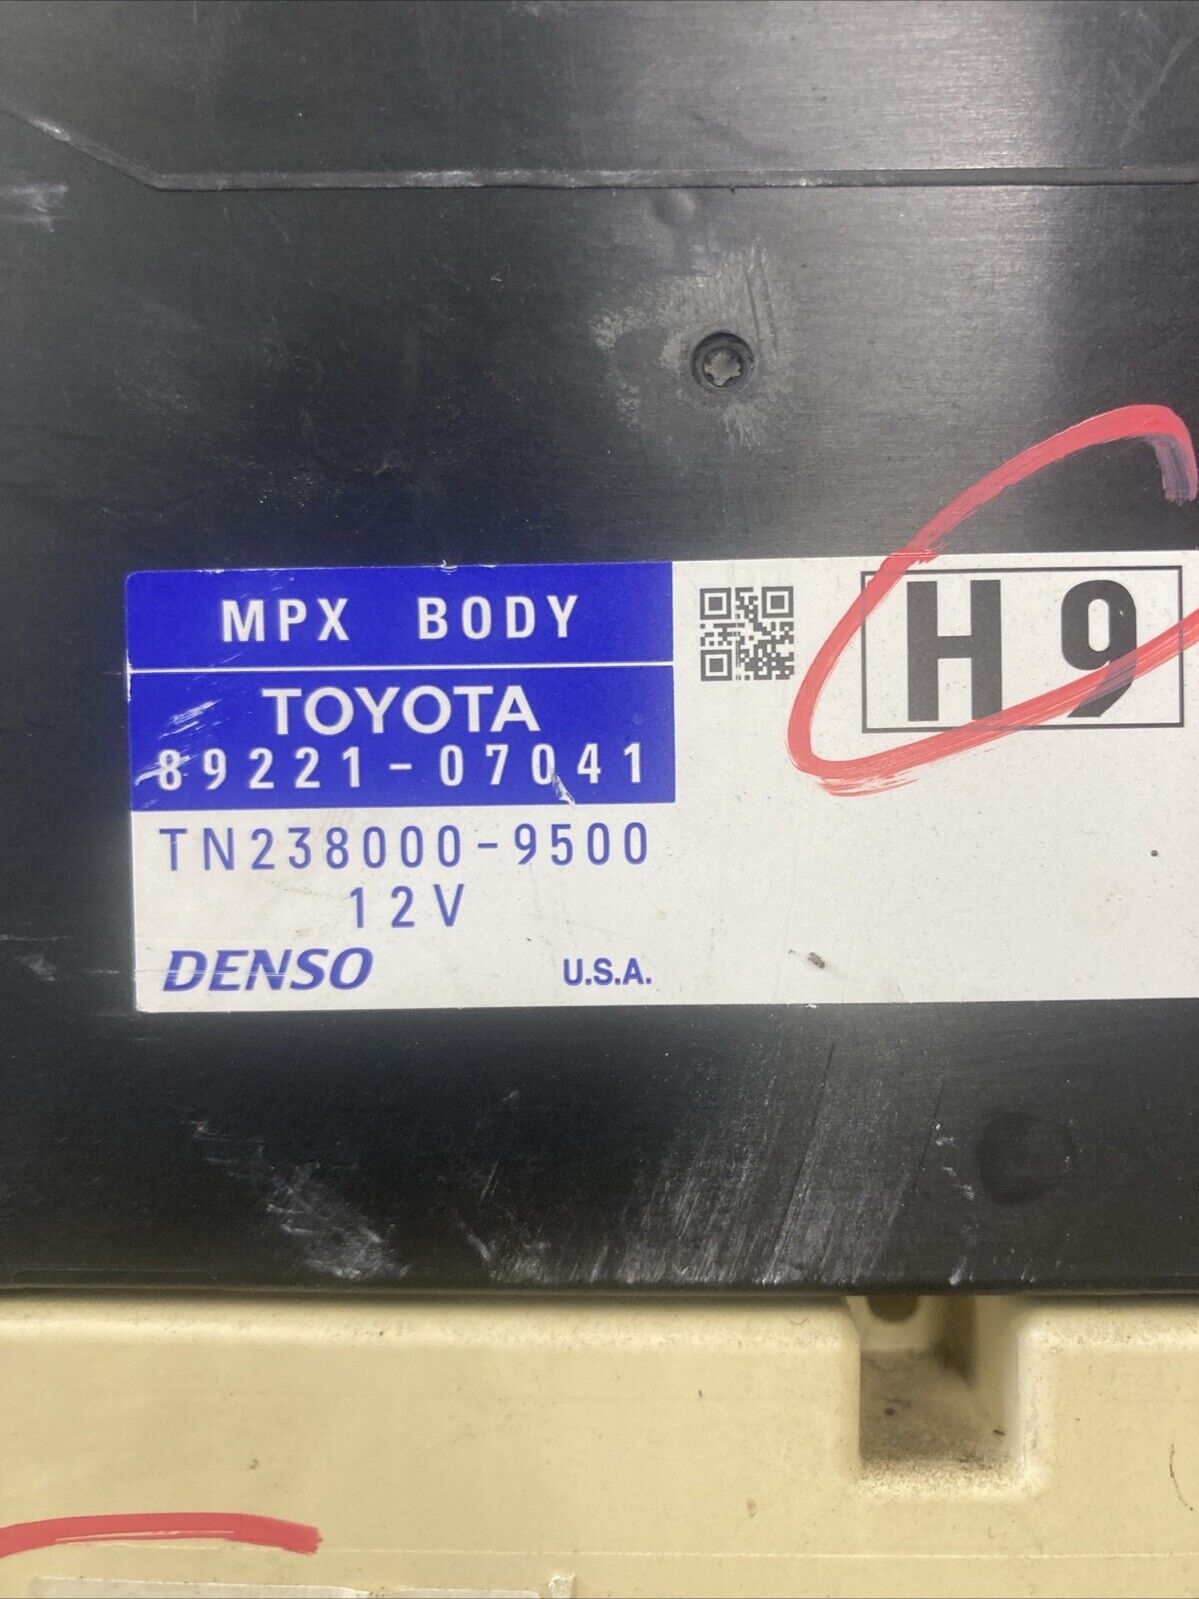 MPX BODY
TOYOTA
89221-07041
TN238000-9500
12V
DENSO U.S.A.
H9